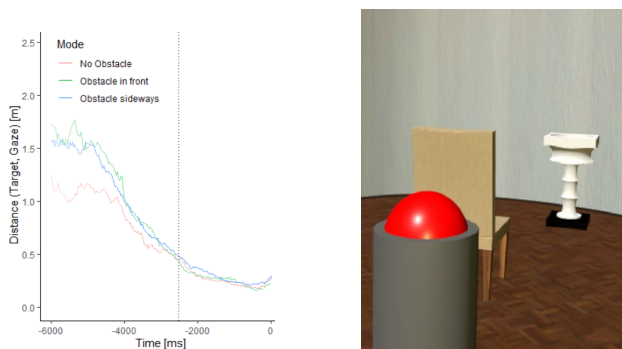 Mode
No Obstacle
Obstacle in front
Obstacle sideways
Distance (Target, Gaze) [m]
2.5
2.0
1.5
1.0
0.5
0.0
-6000 -4000 -2000 0
Time [ms]